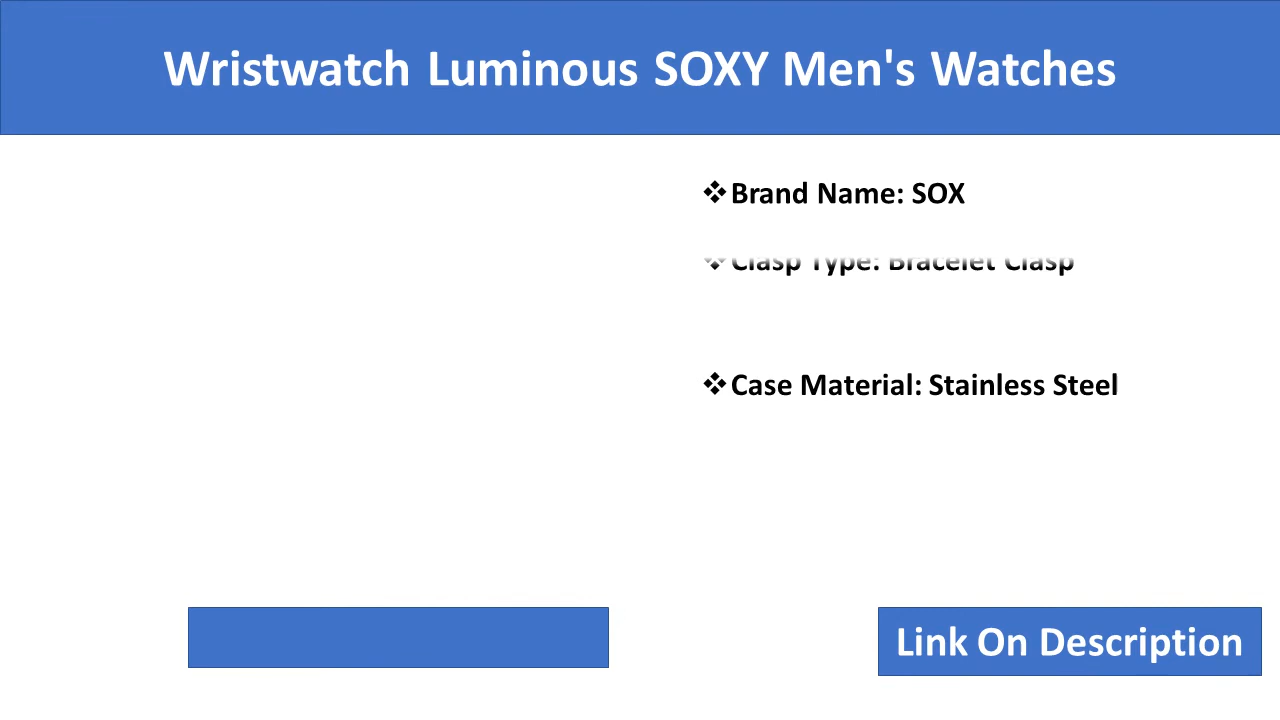 Wristwatch Luminous SOXY Men's Watches
❖Brand Name: SOX
❖Clasp Type: Bracelet Clasp
❖Case Material: Stainless Steel
Link On Description